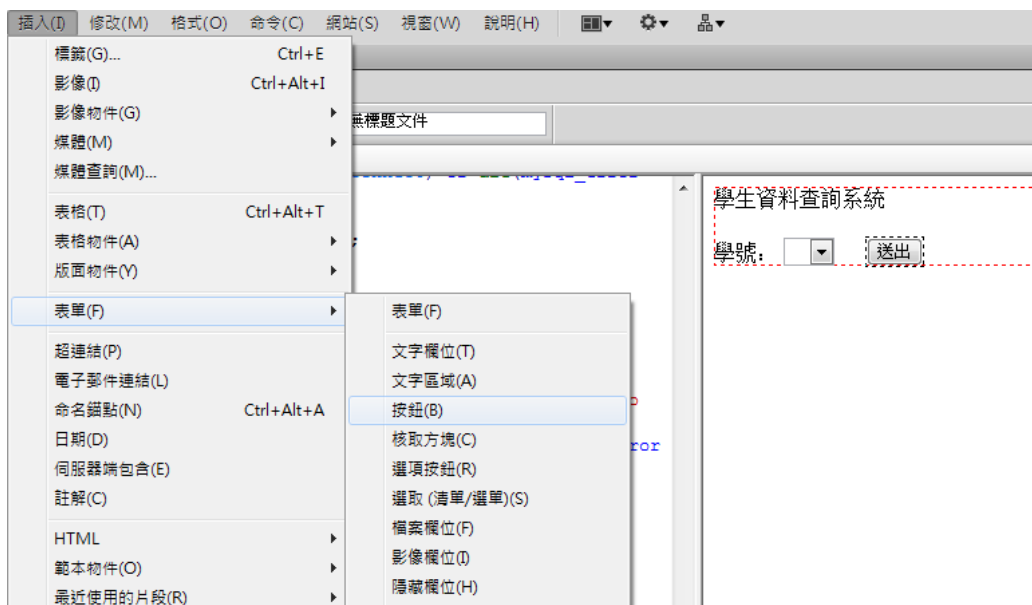 插入(I) 修改(M) 格式(O) 命令(C) 網站(S) 視窗(W) 說明(H)
標籤(G)... Ctrl+E
影像(I) Ctrl+Alt+I
影像物件(G)
媒體(M)
媒體查詢(M)...
表格(T) Ctrl+Alt+T
表格物件(A)
版面物件(Y)
表單(F)
超連結(P)
電子郵件連結(L)
命名錨點(N) Ctrl+Alt+A
日期(D)
伺服器端包含(E)
註解(C)
HTML
範本物件(O)
最近使用的片段(R)
表單(F)
文字欄位(T)
文字區域(A)
按鈕(B)
核取方塊(C)
選項按鈕(R)
選取 (清單/選單)(S)
檔案欄位(F)
影像欄位(I)
隱藏欄位(H)
無標題文件
;
ror
學生資料查詢系統
學號： 送出